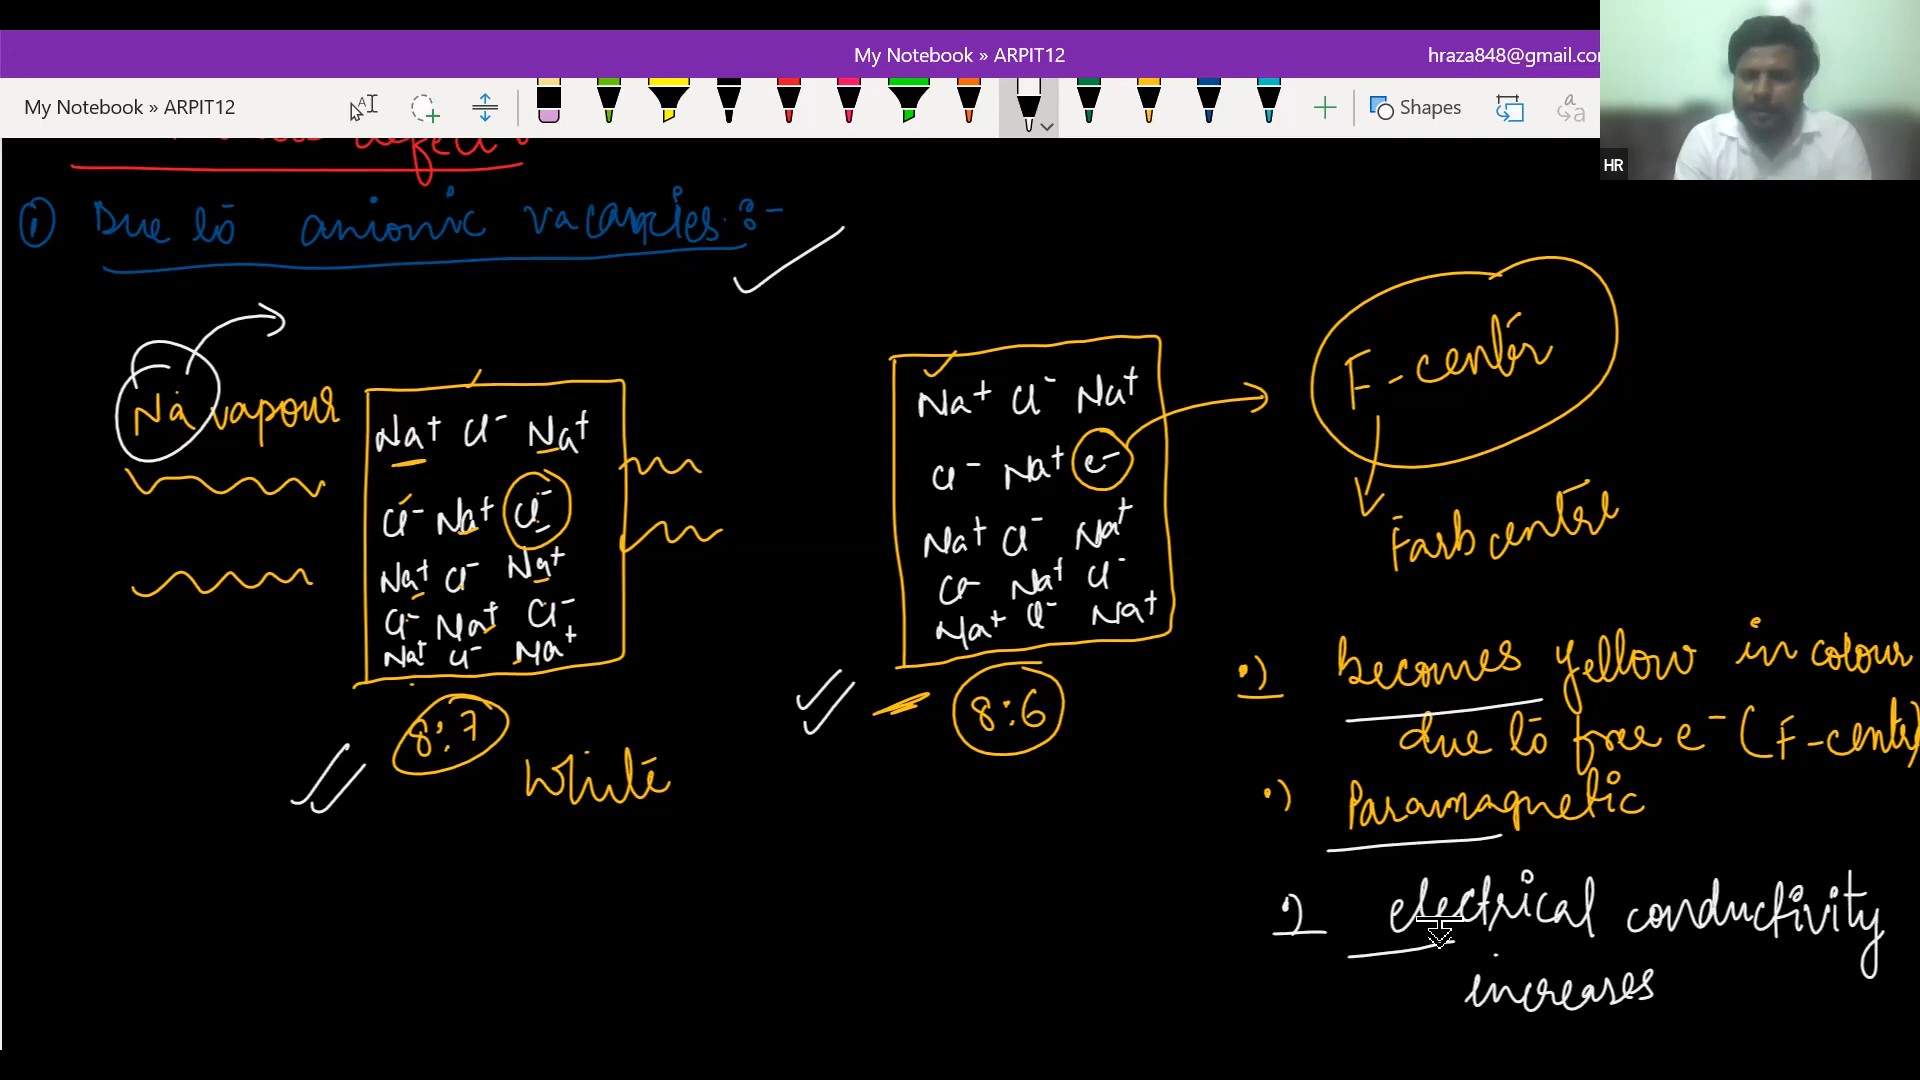 My Notebook » ARPIT12
hraza848@gmail.co
My Notebook » ARPIT12
Shapes
HR
defect
① Due to anionic vacancies :-
Na vapour
Na⁺ Cl⁻ Na⁺
Cl⁻ Na⁺ Cl⁻
Na⁺ Cl⁻ Na⁺
Cl⁻ Na⁺ Cl⁻
Na⁺ Cl⁻ Na⁺
8:7
White
Na⁺ Cl⁻ Na⁺
Cl⁻ Na⁺ e⁻
Na⁺ Cl⁻ Na⁺
Cl⁻ Na⁺ Cl⁻
Na⁺ Cl⁻ Na⁺
8:6
F-center
Farb centre
•) becomes yellow in colour
due to free e⁻ (F-centre)
•) Paramagnetic
•) electrical conductivity
increases